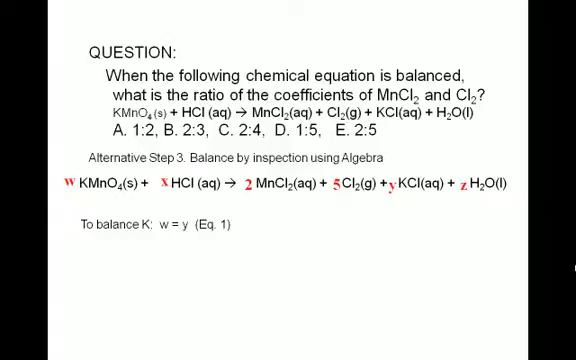 QUESTION:
When the following chemical equation is balanced,
what is the ratio of the coefficients of MnCl₂ and Cl₂?
KMnO₄(s) + HCl (aq) → MnCl₂(aq) + Cl₂(g) + KCl(aq) + H₂O(l)
A. 1:2, B. 2:3, C. 2:4, D. 1:5, E. 2:5
Alternative Step 3. Balance by inspection using Algebra
w KMnO₄(s) + x HCl (aq) → 2 MnCl₂(aq) + 5 Cl₂(g) + y KCl(aq) + z H₂O(l)
To balance K: w = y (Eq. 1)